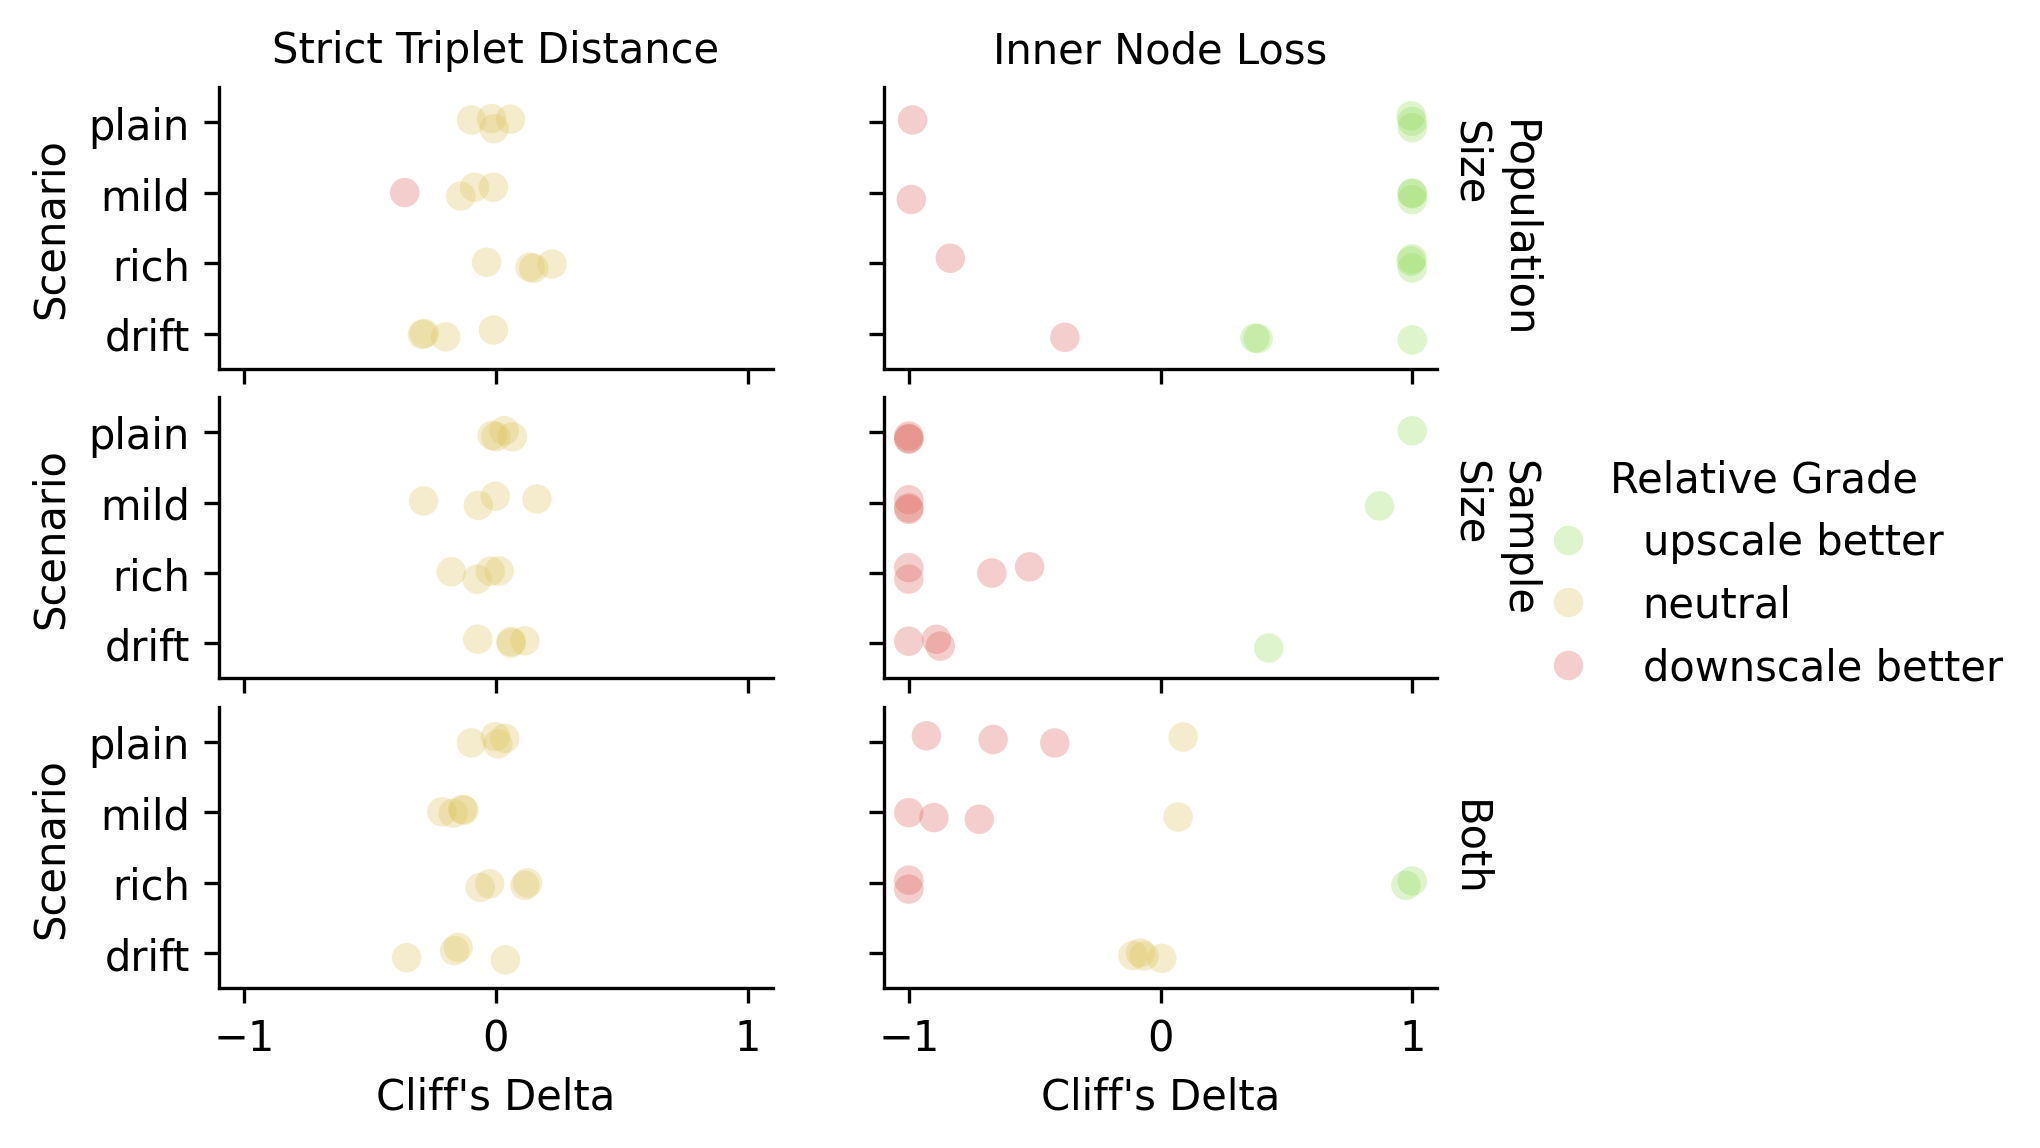 Strict Triplet Distance
Inner Node Loss
Scenario
plain
mild
rich
drift
Population
Size
Scenario
plain
mild
rich
drift
Sample
Size
Scenario
plain
mild
rich
drift
Both
−1
0
1
Cliff's Delta
−1
0
1
Cliff's Delta
Relative Grade
upscale better
neutral
downscale better